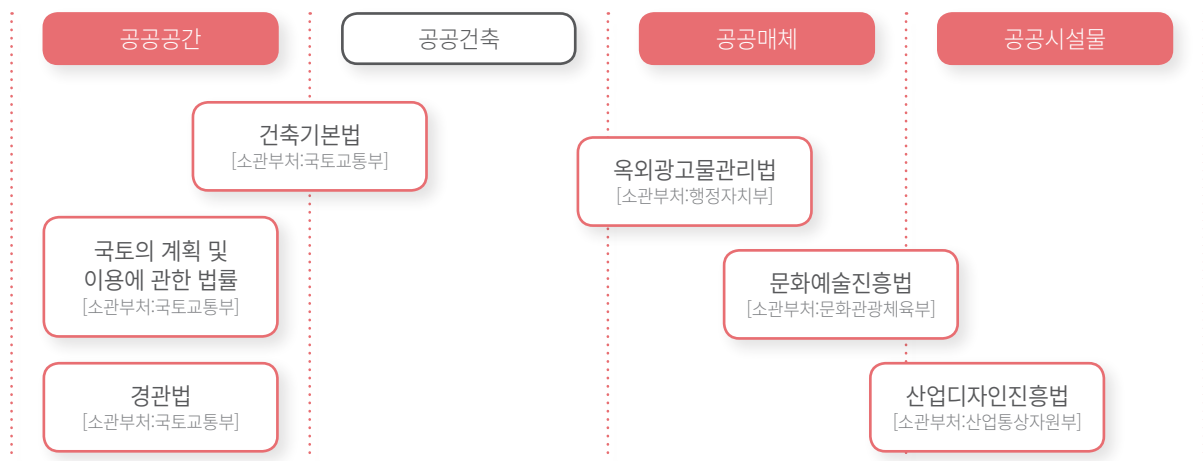 공공공간
공공건축
공공매체
공공시설물
건축기본법
[소관부처:국토교통부]
옥외광고물관리법
[소관부처:행정자치부]
국토의 계획 및
이용에 관한 법률
[소관부처:국토교통부]
문화예술진흥법
[소관부처:문화관광체육부]
경관법
[소관부처:국토교통부]
산업디자인진흥법
[소관부처:산업통상자원부]